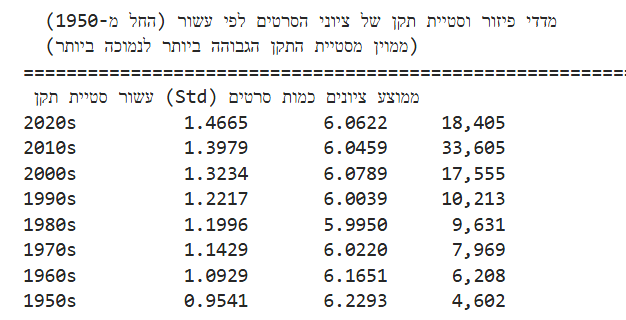 מדדי פיזור וסטיית תקן של ציוני הסרטים לפי עשור (החל מ-1950)
(ממוין מסטיית התקן הגבוהה ביותר לנמוכה ביותר)
============================================================
עשור סטיית תקן (Std) ממוצע ציונים כמות סרטים
2020s 1.4665 6.0622 18,405
2010s 1.3979 6.0459 33,605
2000s 1.3234 6.0789 17,555
1990s 1.2217 6.0039 10,213
1980s 1.1996 5.9950 9,631
1970s 1.1429 6.0220 7,969
1960s 1.0929 6.1651 6,208
1950s 0.9541 6.2293 4,602